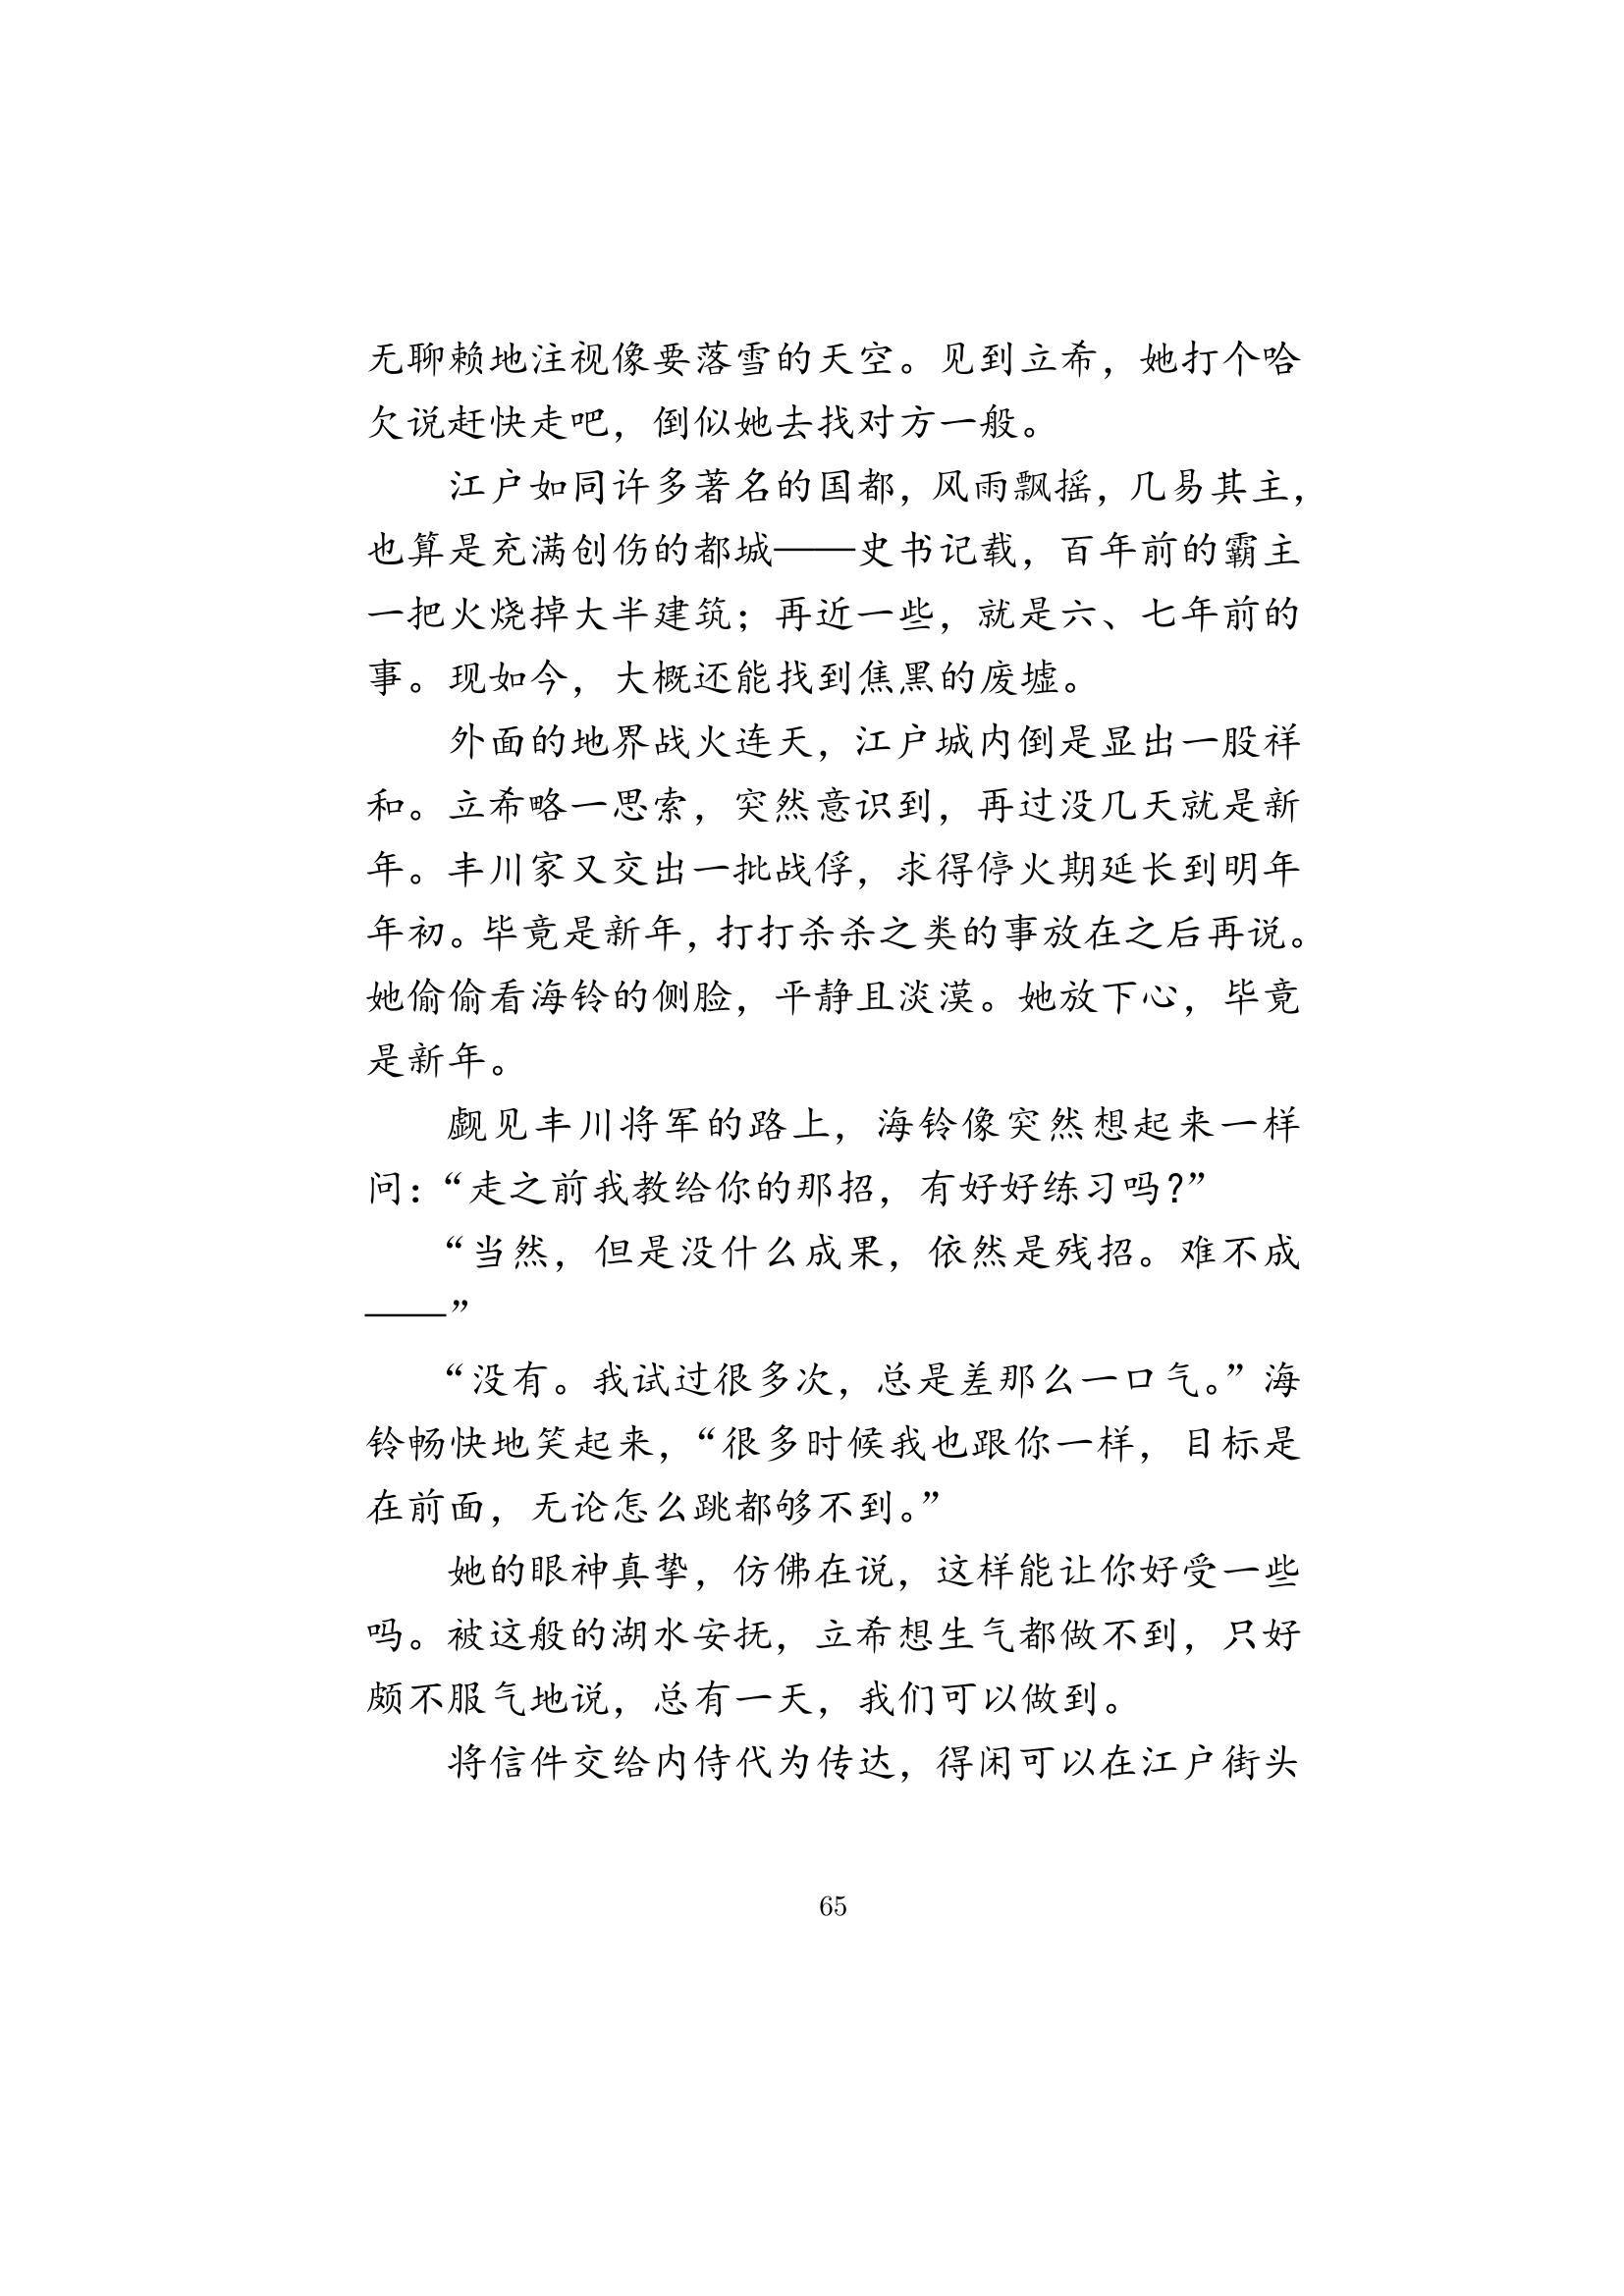 无聊赖地注视像要落雪的天空。见到立希，她打个哈
欠说赶快走吧，倒似她去找对方一般。
江户如同许多著名的国都，风雨飘摇，几易其主，
也算是充满创伤的都城——史书记载，百年前的霸主
一把火烧掉大半建筑；再近一些，就是六、七年前的
事。现如今，大概还能找到焦黑的废墟。
外面的地界战火连天，江户城内倒是显出一股祥
和。立希略一思索，突然意识到，再过没几天就是新
年。丰川家又交出一批战俘，求得停火期延长到明年
年初。毕竟是新年，打打杀杀之类的事放在之后再说。
她偷偷看海铃的侧脸，平静且淡漠。她放下心，毕竟
是新年。
觑见丰川将军的路上，海铃像突然想起来一样
问：“走之前我教给你的那招，有好好练习吗？”
“当然，但是没什么成果，依然是残招。难不成
——”
“没有。我试过很多次，总是差那么一口气。”海
铃畅快地笑起来，“很多时候我也跟你一样，目标是
在前面，无论怎么跳都够不到。”
她的眼神真挚，仿佛在说，这样能让你好受一些
吗。被这般的湖水安抚，立希想生气都做不到，只好
颇不服气地说，总有一天，我们可以做到。
将信件交给内侍代为传达，得闲可以在江户街头
65